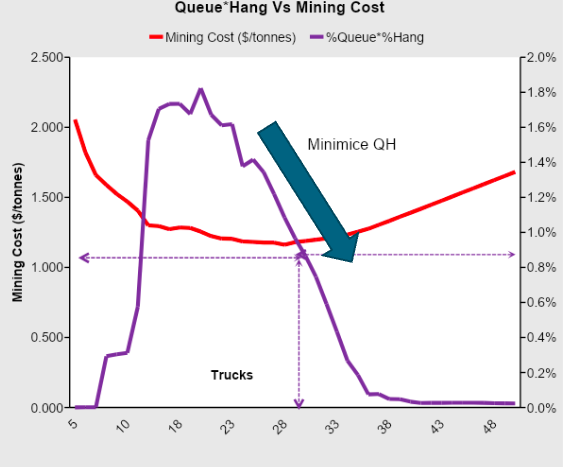 Queue*Hang Vs Mining Cost
Mining Cost ($/tonnes) %Queue*%Hang
2.500 2.0%
1.8%
2.000 1.6%
Minimice QH
1.4%
1.500 1.2%
1.0%
1.000 0.8%
0.6%
0.500 0.4%
Trucks 0.2%
0.000 0.0%
5 10 18 23 28 33 38 43 48
Mining Cost ($/tonnes)